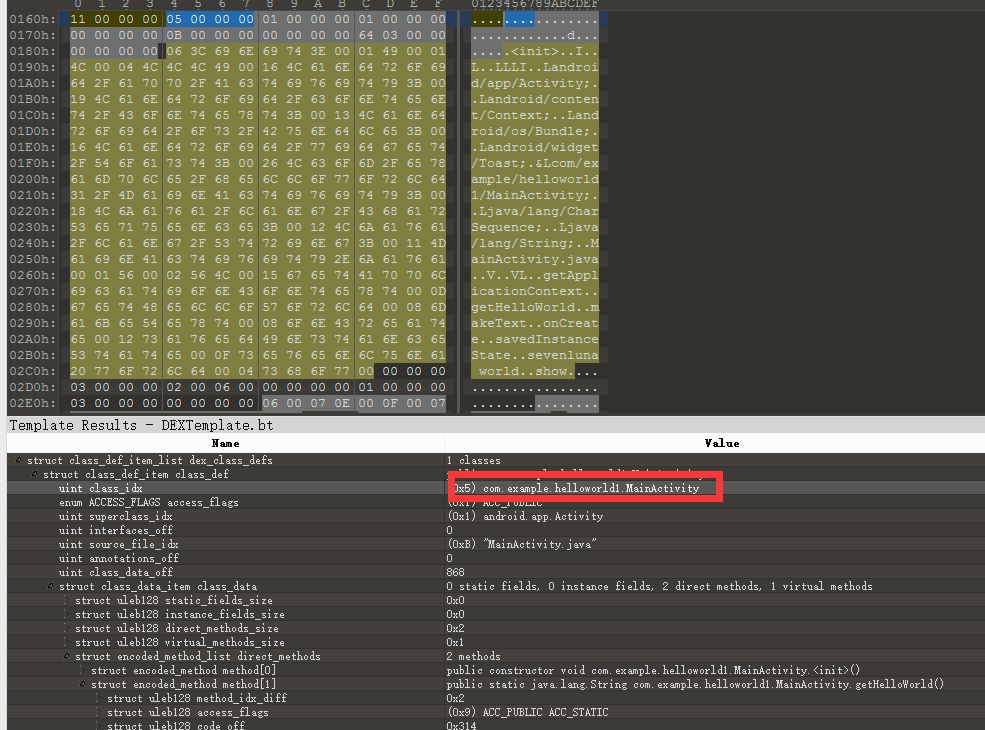 0 1 2 3 4 5 6 7 8 9 A B C D E F 0123456789ABCDEF
0160h: 11 00 00 00 05 00 00 00 01 00 00 00 01 00 00 00 ................
0170h: 00 00 00 00 0B 00 00 00 00 00 00 00 64 03 00 00 ............d...
0180h: 00 00 00 00 06 3C 69 6E 69 74 3E 00 01 49 00 01 .....<init>..I..
0190h: 4C 00 04 4C 4C 4C 49 00 16 4C 61 6E 64 72 6F 69 L..LLLI..Landroi
01A0h: 64 2F 61 70 70 2F 41 63 74 69 76 69 74 79 3B 00 d/app/Activity;.
01B0h: 19 4C 61 6E 64 72 6F 69 64 2F 63 6F 6E 74 65 6E .Landroid/conten
01C0h: 74 2F 43 6F 6E 74 65 78 74 3B 00 13 4C 61 6E 64 t/Context;..Land
01D0h: 72 6F 69 64 2F 6F 73 2F 42 75 6E 64 6C 65 3B 00 roid/os/Bundle;.
01E0h: 16 4C 61 6E 64 72 6F 69 64 2F 77 69 64 67 65 74 .Landroid/widget
01F0h: 2F 54 6F 61 73 74 3B 00 26 4C 63 6F 6D 2F 65 78 /Toast;.&Lcom/ex
0200h: 61 6D 70 6C 65 2F 68 65 6C 6C 6F 77 6F 72 6C 64 ample/helloworld
0210h: 31 2F 4D 61 69 6E 41 63 74 69 76 69 74 79 3B 00 1/MainActivity;.
0220h: 18 4C 6A 61 76 61 2F 6C 61 6E 67 2F 43 68 61 72 .Ljava/lang/Char
0230h: 53 65 71 75 65 6E 63 65 3B 00 12 4C 6A 61 76 61 Sequence;..Ljava
0240h: 2F 6C 61 6E 67 2F 53 74 72 69 6E 67 3B 00 11 4D /lang/String;..M
0250h: 61 69 6E 41 63 74 69 76 69 74 79 2E 6A 61 76 61 ainActivity.java
0260h: 00 01 56 00 02 56 4C 00 15 67 65 74 41 70 70 6C ..V..VL..getAppl
0270h: 69 63 61 74 69 6F 6E 43 6F 6E 74 65 78 74 00 0D icationContext..
0280h: 67 65 74 48 65 6C 6C 6F 57 6F 72 6C 64 00 08 6D getHelloWorld..m
0290h: 61 6B 65 54 65 78 74 00 08 6F 6E 43 72 65 61 74 akeText..onCreat
02A0h: 65 00 12 73 61 76 65 64 49 6E 73 74 61 6E 63 65 e..savedInstance
02B0h: 53 74 61 74 65 00 0F 73 65 76 65 6E 6C 75 6E 61 State..sevenluna
02C0h: 20 77 6F 72 6C 64 00 04 73 68 6F 77 00 00 00 00 world..show....
02D0h: 03 00 00 00 02 00 06 00 00 00 00 00 01 00 00 00 ................
02E0h: 03 00 00 00 00 00 00 00 06 00 07 0E 00 0F 00 07 ................
Template Results - DEXTemplate.bt
Name Value
struct class_def_item_list dex_class_defs 1 classes
struct class_def_item class_def
uint class_idx (0x5) com.example.helloworld1.MainActivity
enum ACCESS_FLAGS access_flags (0x1) ACC_PUBLIC
uint superclass_idx (0x1) android.app.Activity
uint interfaces_off 0
uint source_file_idx (0xB) "MainActivity.java"
uint annotations_off 0
uint class_data_off 868
struct class_data_item class_data 0 static fields, 0 instance fields, 2 direct methods, 1 virtual methods
struct uleb128 static_fields_size 0x0
struct uleb128 instance_fields_size 0x0
struct uleb128 direct_methods_size 0x2
struct uleb128 virtual_methods_size 0x1
struct encoded_method_list direct_methods 2 methods
struct encoded_method method[0] public constructor void com.example.helloworld1.MainActivity.<init>()
struct encoded_method method[1] public static java.lang.String com.example.helloworld1.MainActivity.getHelloWorld()
struct uleb128 method_idx_diff 0x2
struct uleb128 access_flags (0x9) ACC_PUBLIC ACC_STATIC
struct uleb128 code_off 0x314